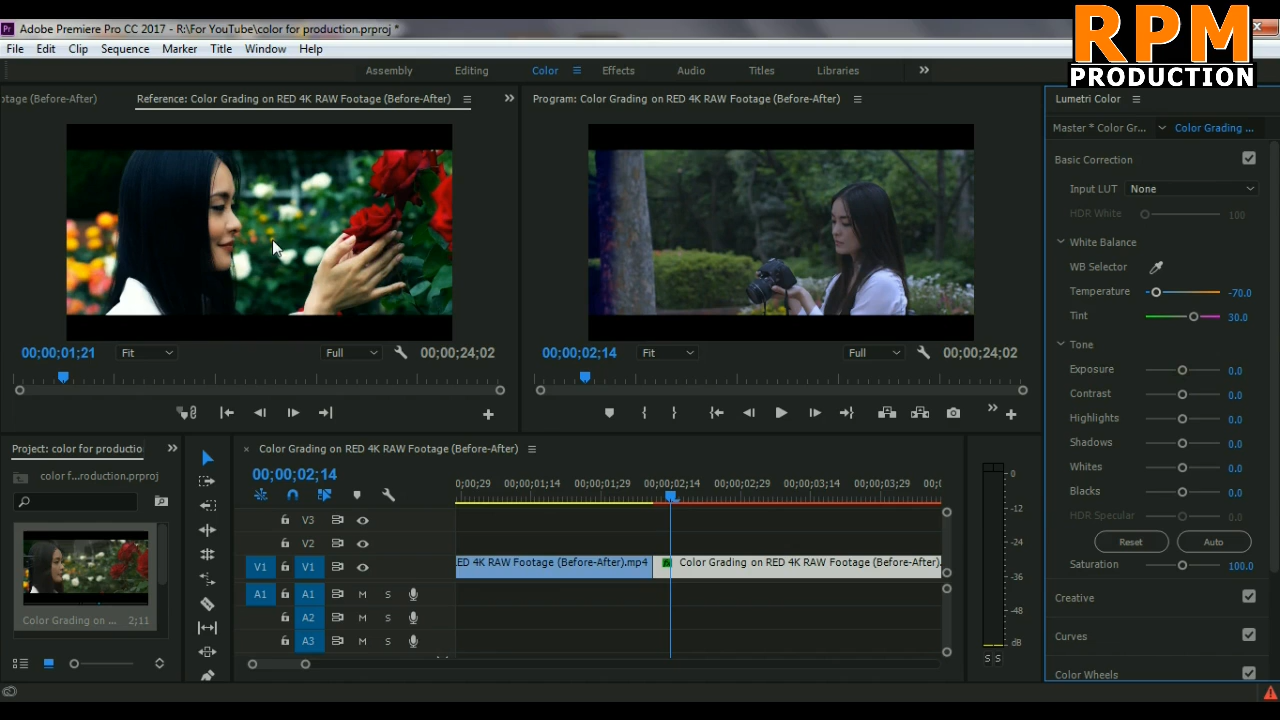 Adobe Premiere Pro CC 2017 - R:\For YouTube\color for production.prproj *
RPM
PRODUCTION
File Edit Clip Sequence Marker Title Window Help
Assembly Editing Color Effects Audio Titles Libraries
otage (Before-After)
Reference: Color Grading on RED 4K RAW Footage (Before-After)
Program: Color Grading on RED 4K RAW Footage (Before-After)
00;00;01;21 Fit Full 00;00;24;02
00;00;02;14 Fit Full 00;00;24;02
Lumetri Color
Master * Color Gr... Color Grading ...
Basic Correction
Input LUT None
HDR White 100
White Balance
WB Selector
Temperature -70.0
Tint 30.0
Tone
Exposure 0.0
Contrast 0.0
Highlights 0.0
Shadows 0.0
Whites 0.0
Blacks 0.0
HDR Specular 0.0
Reset Auto
Saturation 100.0
Creative
Curves
Color Wheels
Project: color for productio
color f...roduction.prproj
Color Grading on ... 2;11
Color Grading on RED 4K RAW Footage (Before-After)
00;00;02;14
;00;00;29 00;00;01;14 00;00;01;29 00;00;02;14 00;00;02;29 00;00;03;14 00;00;03;29 00;0
V3
V2
V1 V1 .ED 4K RAW Footage (Before-After).mp4 fx Color Grading on RED 4K RAW Footage (Before-After).
A1 A1 M S
A2 M S
A3 M S
0
-12
-24
-36
-48
dB
S S